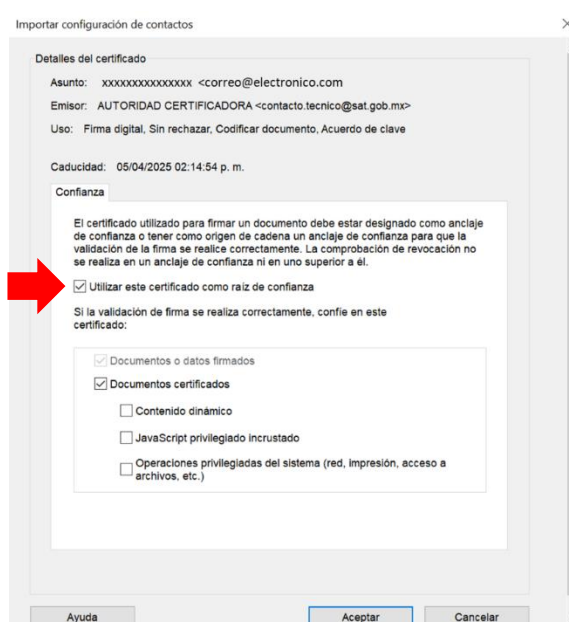 Importar configuración de contactos
Detalles del certificado
Asunto: xxxxxxxxxxxxxxx <correo@electronico.com
Emisor: AUTORIDAD CERTIFICADORA <contacto.tecnico@sat.gob.mx>
Uso: Firma digital, Sin rechazar, Codificar documento, Acuerdo de clave
Caducidad: 05/04/2025 02:14:54 p. m.
Confianza
El certificado utilizado para firmar un documento debe estar designado como anclaje
de confianza o tener como origen de cadena un anclaje de confianza para que la
validación de la firma se realice correctamente. La comprobación de revocación no
se realiza en un anclaje de confianza ni en uno superior a él.
Utilizar este certificado como raíz de confianza
Si la validación de firma se realiza correctamente, confíe en este
certificado:
Documentos o datos firmados
Documentos certificados
Contenido dinámico
JavaScript privilegiado incrustado
Operaciones privilegiadas del sistema (red, impresión, acceso a
archivos, etc.)
Ayuda Aceptar Cancelar